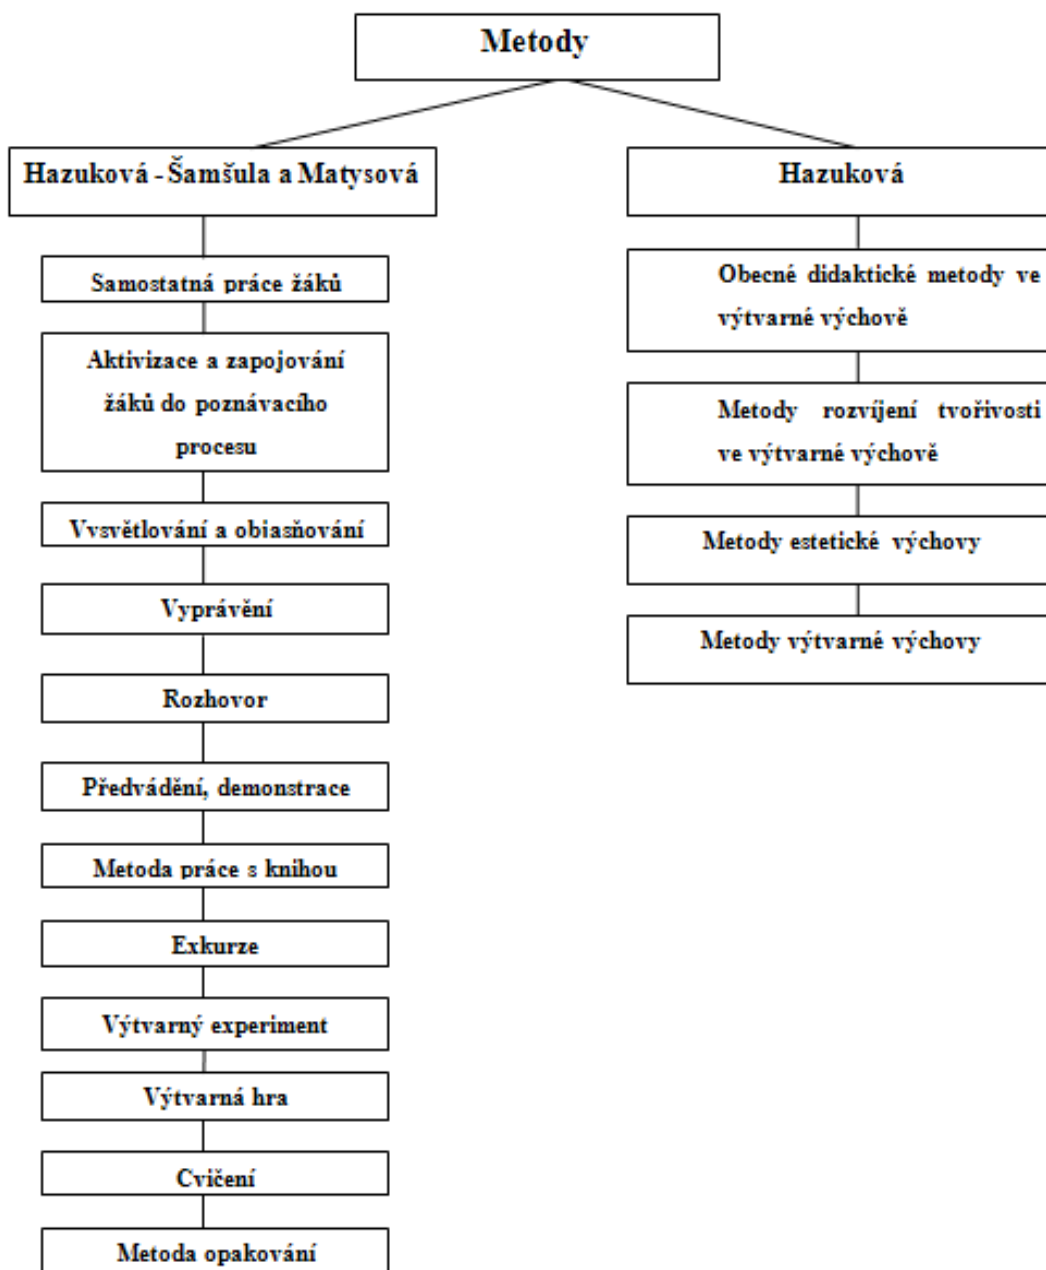 Metody
Hazuková - Šamšula a Matysová
Samostatná práce žáků
Aktivizace a zapojování
žáků do poznávacího
procesu
Vysvětlování a objasňování
Vyprávění
Rozhovor
Předvádění, demonstrace
Metoda práce s knihou
Exkurze
Výtvarný experiment
Výtvarná hra
Cvičení
Metoda opakování
Hazuková
Obecné didaktické metody ve
výtvarné výchově
Metody rozvíjení tvořivosti
ve výtvarné výchově
Metody estetické výchovy
Metody výtvarné výchovy